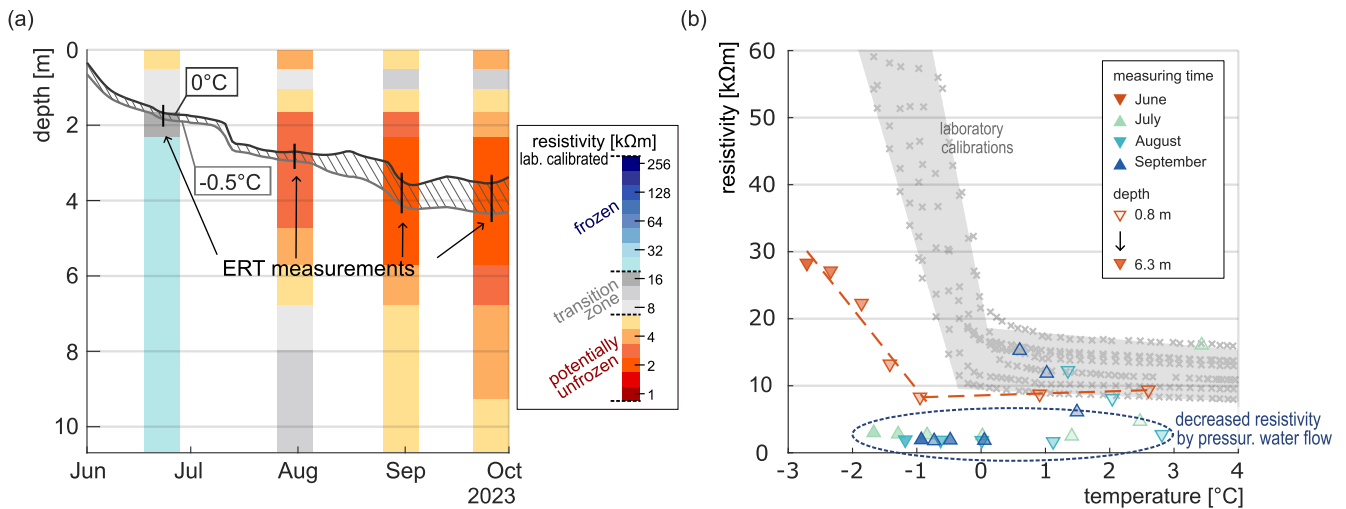 (a)
0
2
4
6
8
10
depth [m]
0°C
-0.5°C
ERT measurements
Jun
Jul
Aug
Sep
Oct
2023
resistivity [kΩm]
lab. calibrated
256
128
64
32
16
8
4
2
1
frozen
transition
zone
potentially
unfrozen
(b)
60
50
40
30
20
10
0
resistivity [kΩm]
laboratory
calibrations
measuring time
June
July
August
September
depth
0.8 m
6.3 m
decreased resistivity
by pressur. water flow
-3
-2
-1
0
1
2
3
4
temperature [°C]